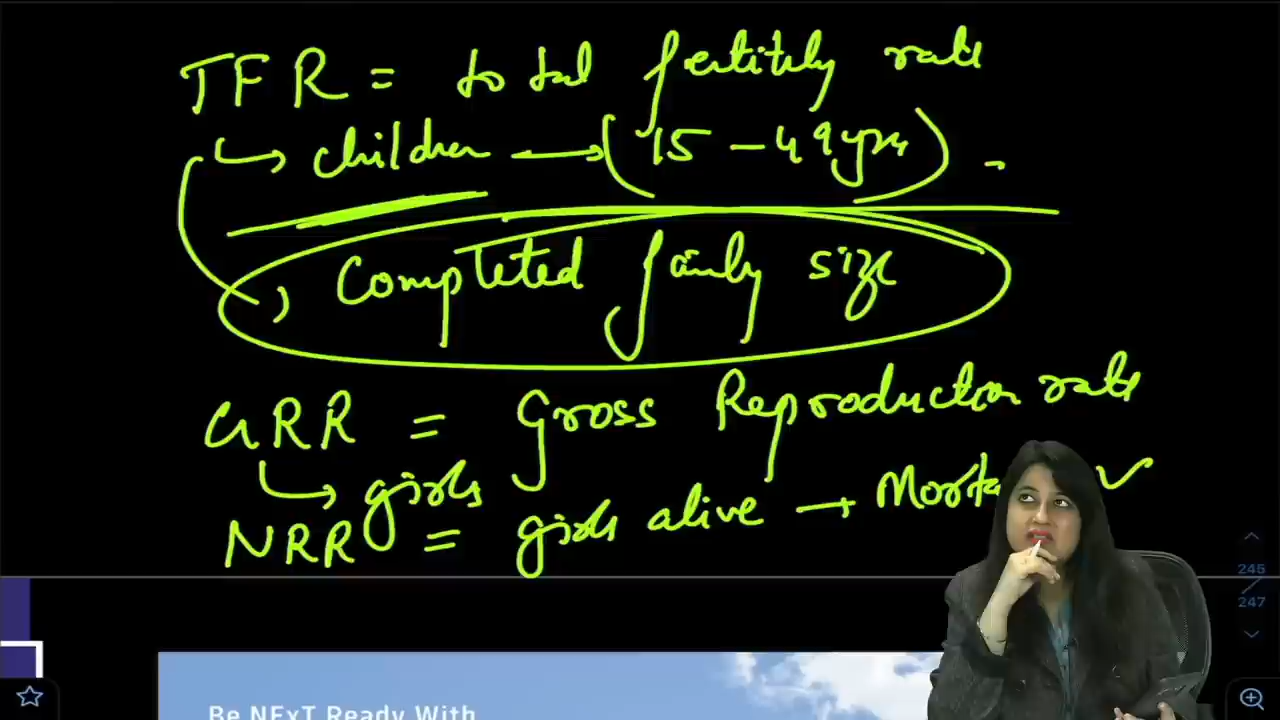 TFR = total fertility rate
↳ children → (15 - 49 yrs) -
Completed family size
GRR = Gross Reproduction rate
↳ girls
NRR = girls alive →
245
247
Be NExT Ready With